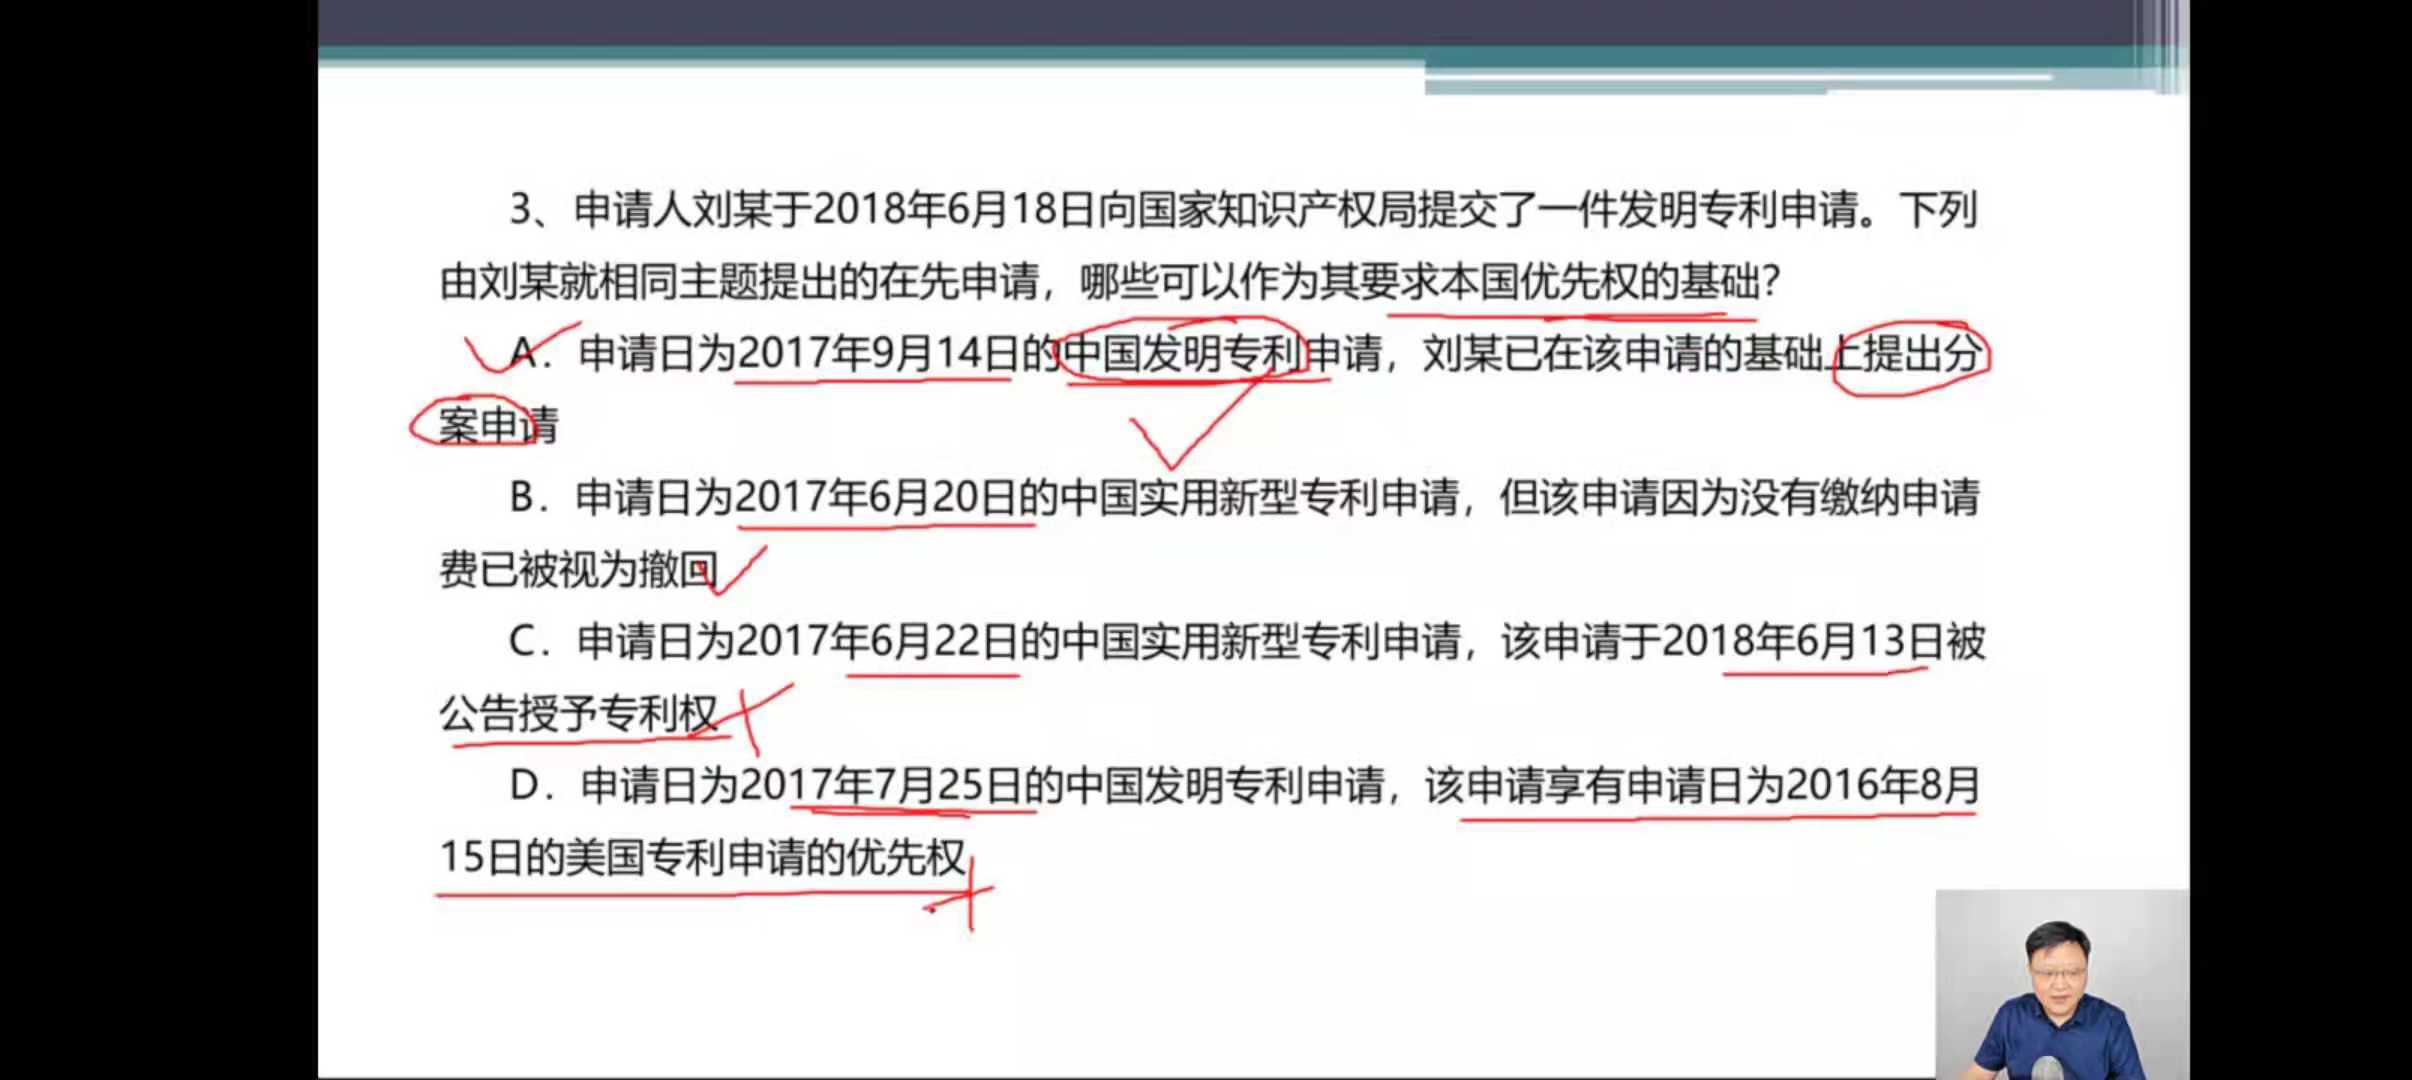 3、申请人刘某于2018年6月18日向国家知识产权局提交了一件发明专利申请。下列
由刘某就相同主题提出的在先申请，哪些可以作为其要求本国优先权的基础？
A．申请日为2017年9月14日的中国发明专利申请，刘某已在该申请的基础上提出分
案申请
B．申请日为2017年6月20日的中国实用新型专利申请，但该申请因为没有缴纳申请
费已被视为撤回
C．申请日为2017年6月22日的中国实用新型专利申请，该申请于2018年6月13日被
公告授予专利权
D．申请日为2017年7月25日的中国发明专利申请，该申请享有申请日为2016年8月
15日的美国专利申请的优先权